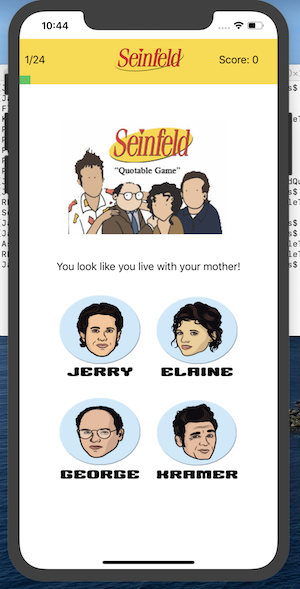 10:44
1/24
Seinfeld
Score: 0
Seinfeld
"Quotable Game"
You look like you live with your mother!
JERRY
ELAINE
GEORGE
KRAMER